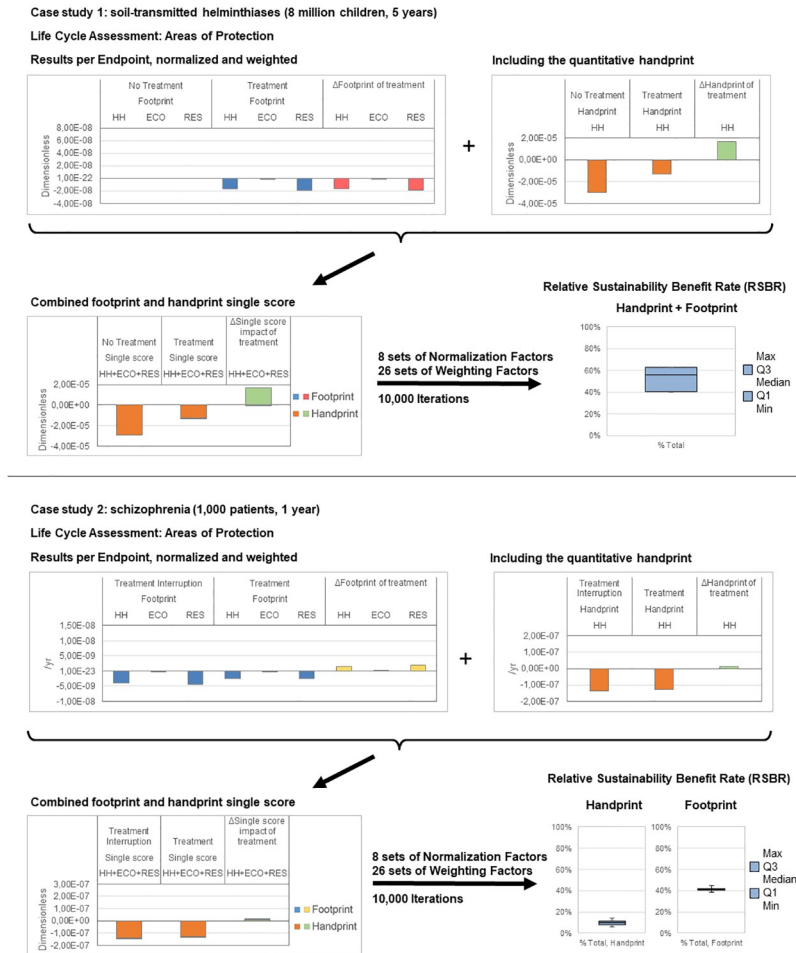 Case study 1: soil-transmitted helminthiases (8 million children, 5 years)
Life Cycle Assessment: Areas of Protection
Results per Endpoint, normalized and weighted
Including the quantitative handprint
No Treatment
Treatment
ΔFootprint of treatment
Footprint
Footprint
HH ECO RES HH ECO RES HH ECO RES
Dimensionless
8,00E-08
6,00E-08
4,00E-08
2,00E-08
1,00E-22
-2,00E-08
-4,00E-08
+
No Treatment
Handprint
HH
Treatment
Handprint
HH
ΔHandprint of
treatment
HH
Dimensionless
2,00E-05
0,00E+00
-2,00E-05
-4,00E-05
Combined footprint and handprint single score
No Treatment
Single score
HH+ECO+RES
Treatment
Single score
HH+ECO+RES
ΔSingle score
impact of
treatment
HH+ECO+RES
Dimensionless
2,00E-05
0,00E+00
-2,00E-05
-4,00E-05
Footprint
Handprint
8 sets of Normalization Factors
26 sets of Weighting Factors
10,000 Iterations
Relative Sustainability Benefit Rate (RSBR)
Handprint + Footprint
100%
80%
60%
40%
20%
0%
% Total
Max
Q3
Median
Q1
Min
Case study 2: schizophrenia (1,000 patients, 1 year)
Life Cycle Assessment: Areas of Protection
Results per Endpoint, normalized and weighted
Including the quantitative handprint
Treatment Interruption
Treatment
ΔFootprint of treatment
Footprint
Footprint
HH ECO RES HH ECO RES HH ECO RES
/yr
1,50E-08
1,00E-08
5,00E-09
1,00E-23
-5,00E-09
-1,00E-08
+
Treatment
Interruption
Handprint
HH
Treatment
Handprint
HH
ΔHandprint of
treatment
HH
/yr
2,00E-07
1,00E-07
0,00E+00
-1,00E-07
-2,00E-07
Combined footprint and handprint single score
Treatment
Interruption
Single score
HH+ECO+RES
Treatment
Single score
HH+ECO+RES
ΔSingle score
impact of
treatment
HH+ECO+RES
Dimensionless
3,00E-07
2,00E-07
1,00E-07
0,00E+00
-1,00E-07
-2,00E-07
Footprint
Handprint
8 sets of Normalization Factors
26 sets of Weighting Factors
10,000 Iterations
Relative Sustainability Benefit Rate (RSBR)
Handprint
100%
80%
60%
40%
20%
0%
% Total, Handprint
Footprint
100%
80%
60%
40%
20%
0%
% Total, Footprint
Max
Q3
Median
Q1
Min